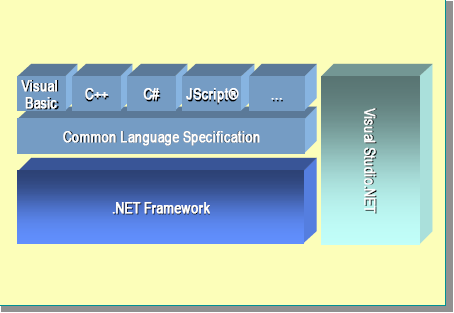 Visual
Basic
C++
C#
JScript®
...
Common Language Specification
.NET Framework
Visual Studio.NET